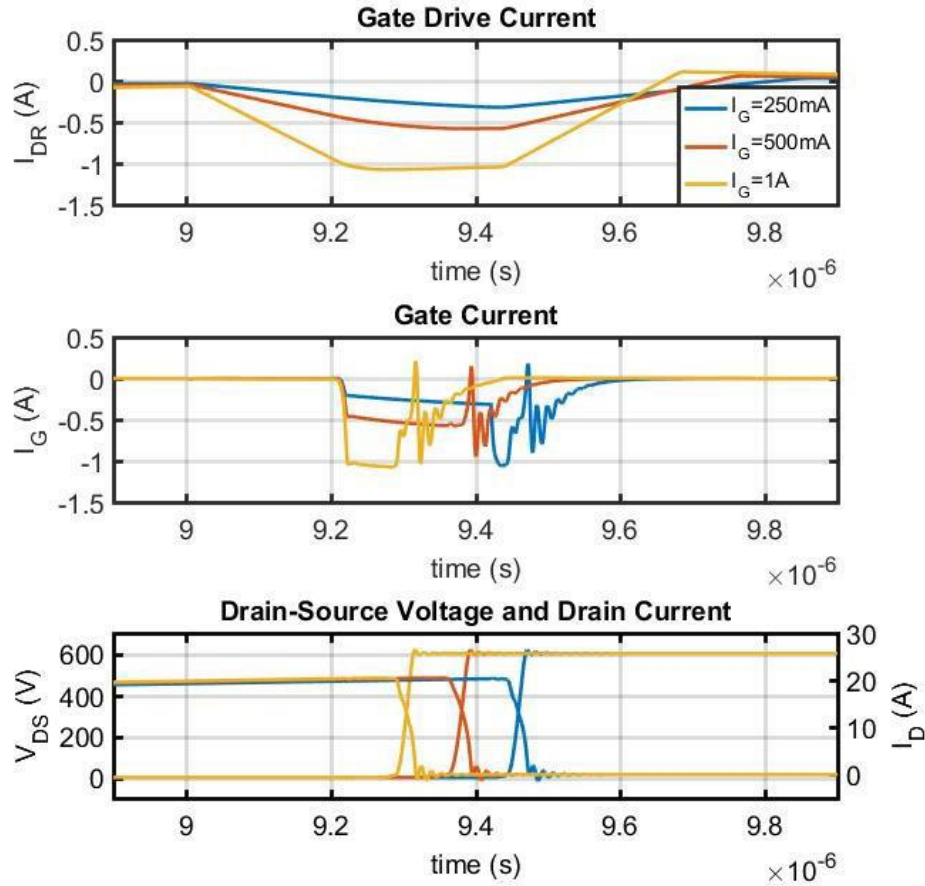 Gate Drive Current
0.5
0
-0.5
-1
-1.5
I_DR (A)
I_G=250mA
I_G=500mA
I_G=1A
9 9.2 9.4 9.6 9.8
time (s)
×10^-6
Gate Current
0.5
0
-0.5
-1
-1.5
I_G (A)
9 9.2 9.4 9.6 9.8
time (s)
×10^-6
Drain-Source Voltage and Drain Current
600
400
200
0
V_DS (V)
30
20
10
0
I_D (A)
9 9.2 9.4 9.6 9.8
time (s)
×10^-6